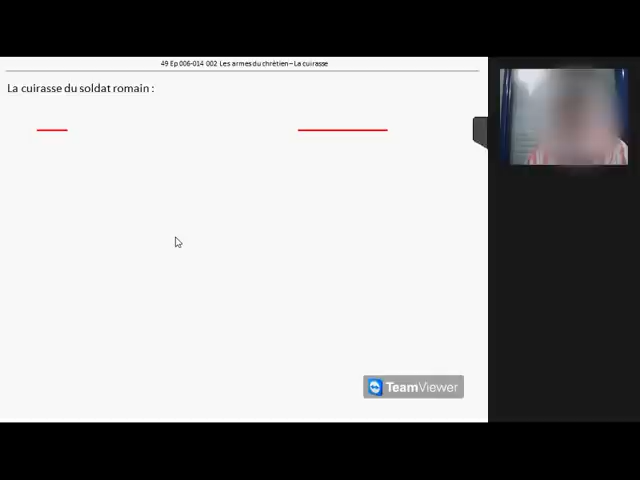 49 Ep 006-014 002 Les armes du chrétien – La cuirasse
La cuirasse du soldat romain :
TeamViewer